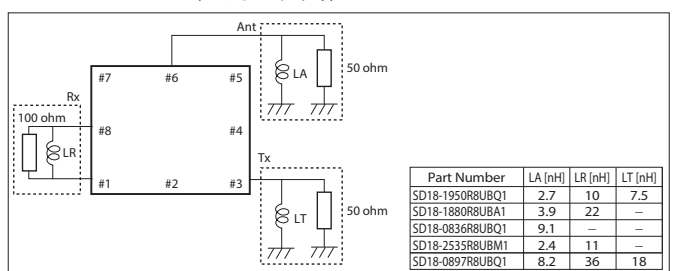 Ant
50 ohm
LA
#7 #6 #5
Rx
100 ohm
#8 #4
LR
Tx
#1 #2 #3
50 ohm
LT
Part Number LA [nH] LR [nH] LT [nH]
SD18-1950R8UBQ1 2.7 10 7.5
SD18-1880R8UBA1 3.9 22 –
SD18-0836R8UBQ1 9.1 – –
SD18-2535R8UBM1 2.4 11 –
SD18-0897R8UBQ1 8.2 36 18